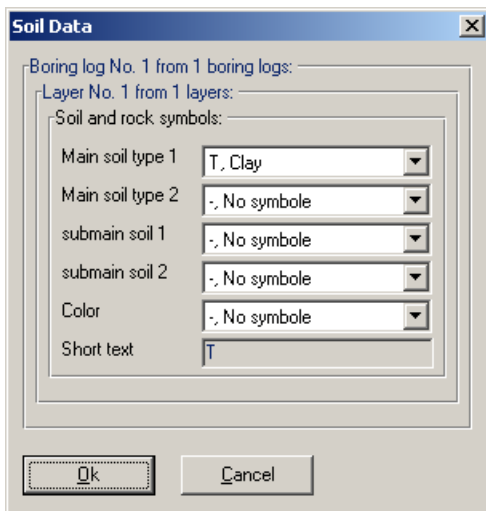 Soil Data
Boring log No. 1 from 1 boring logs:
Layer No. 1 from 1 layers:
Soil and rock symbols:
Main soil type 1 T, Clay
Main soil type 2 -, No symbole
submain soil 1 -, No symbole
submain soil 2 -, No symbole
Color -, No symbole
Short text T
Ok Cancel